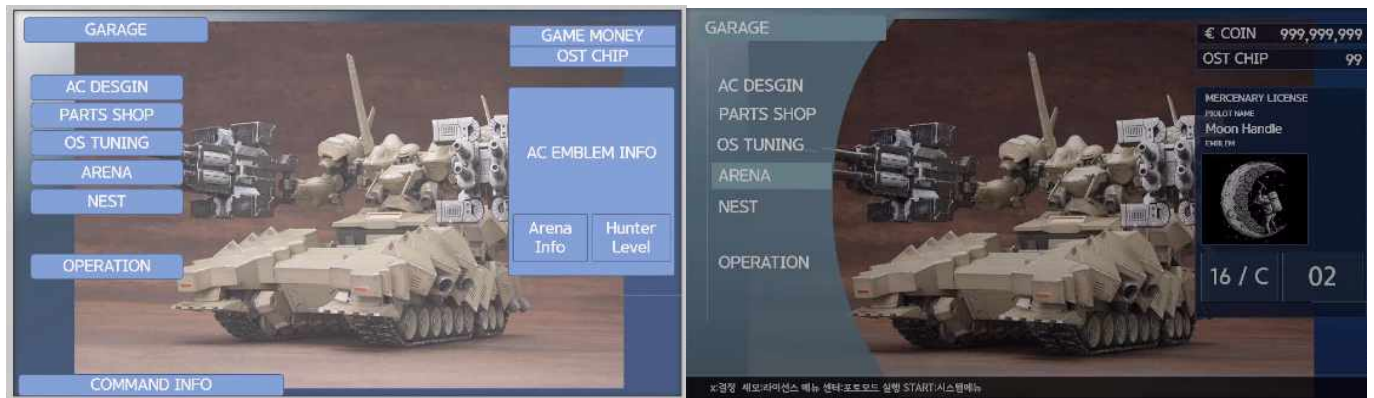 GARAGE
GAME MONEY
OST CHIP
AC DESGIN
PARTS SHOP
OS TUNING
ARENA
NEST
OPERATION
AC EMBLEM INFO
Arena
Info
Hunter
Level
COMMAND INFO
GARAGE
€ COIN 999,999,999
OST CHIP 99
AC DESGIN
PARTS SHOP
OS TUNING
ARENA
NEST
OPERATION
MERCENARY LICENSE
PIOLOT NAME
Moon Handle
EMBLEM
16 / C 02
x:결정 세모:라이선스 메뉴 센터:포토모드 실행 START:시스템메뉴